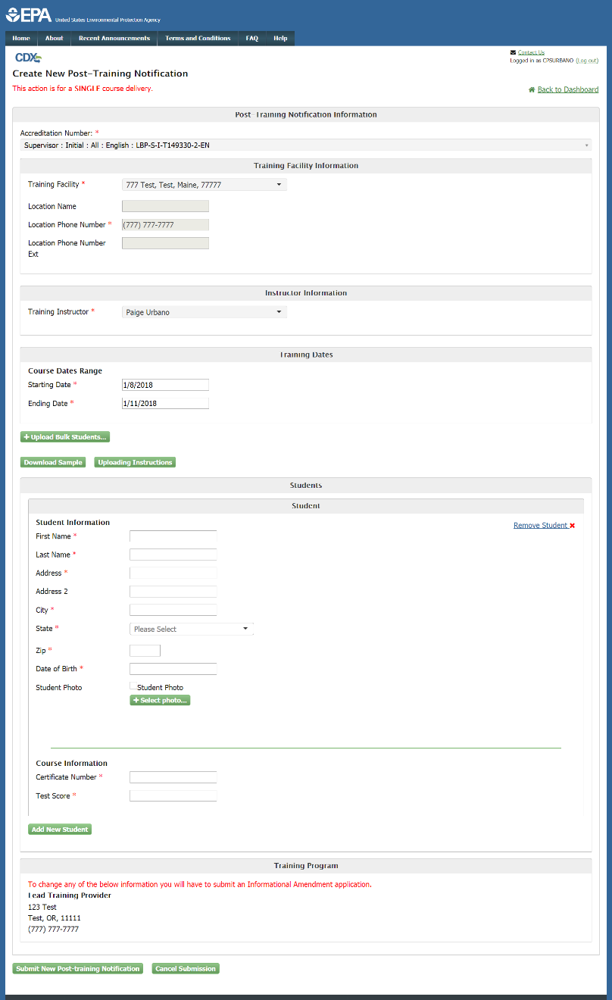 EPA United States Environmental Protection Agency
Home About Recent Announcements Terms and Conditions FAQ Help
CDX
Contact Us
Logged in as CPSURBANO (Log out)
Create New Post-Training Notification
This action is for a SINGLE course delivery.
Back to Dashboard
Post-Training Notification Information
Accreditation Number: *
Supervisor : Initial : All : English : LBP-S-I-T149330-2-EN
Training Facility Information
Training Facility * 777 Test, Test, Maine, 77777
Location Name
Location Phone Number * (777) 777-7777
Location Phone Number
Ext
Instructor Information
Training Instructor * Paige Urbano
Training Dates
Course Dates Range
Starting Date * 1/8/2018
Ending Date * 1/11/2018
+ Upload Bulk Students...
Download Sample Uploading Instructions
Students
Student
Student Information
Remove Student ✖
First Name *
Last Name *
Address *
Address 2
City *
State * Please Select
Zip *
Date of Birth *
Student Photo Student Photo
+ Select photo...
Course Information
Certificate Number *
Test Score *
Add New Student
Training Program
To change any of the below information you will have to submit an Informational Amendment application.
Lead Training Provider
123 Test
Test, OR, 11111
(777) 777-7777
Submit New Post-training Notification Cancel Submission